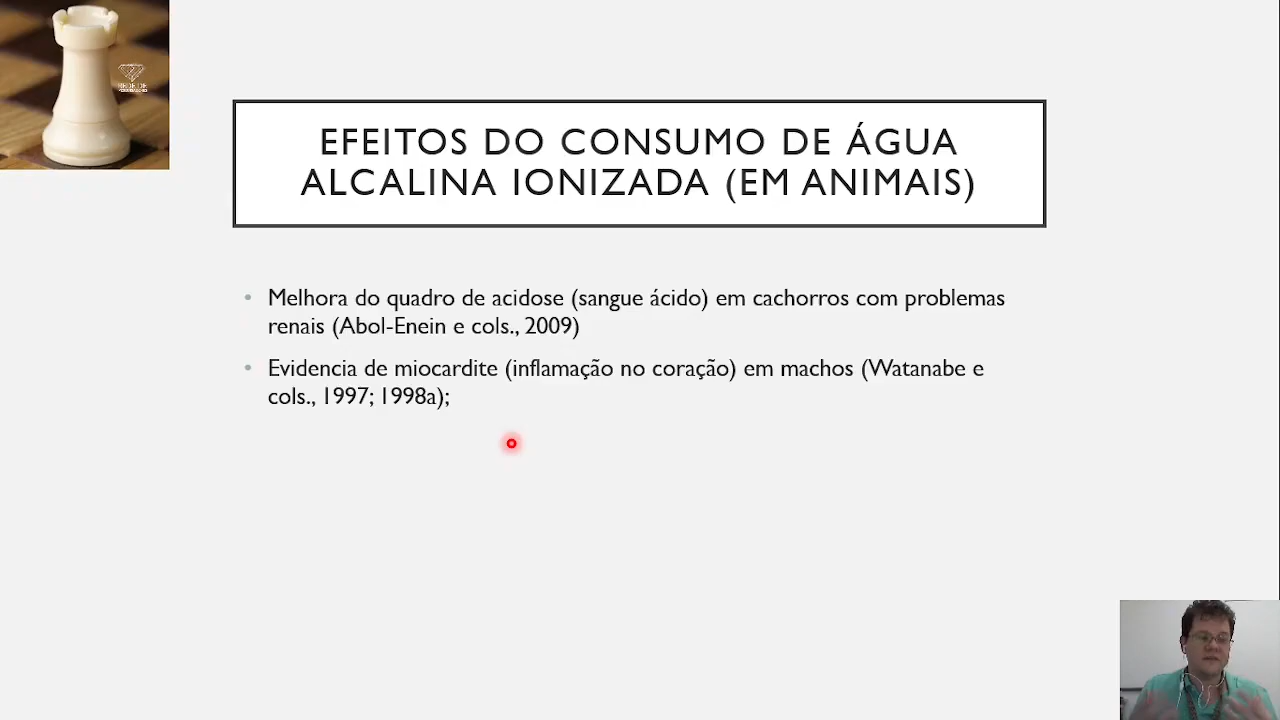 EFEITOS DO CONSUMO DE ÁGUA
ALCALINA IONIZADA (EM ANIMAIS)
• Melhora do quadro de acidose (sangue ácido) em cachorros com problemas
renais (Abol-Enein e cols., 2009)
• Evidencia de miocardite (inflamação no coração) em machos (Watanabe e
cols., 1997; 1998a);